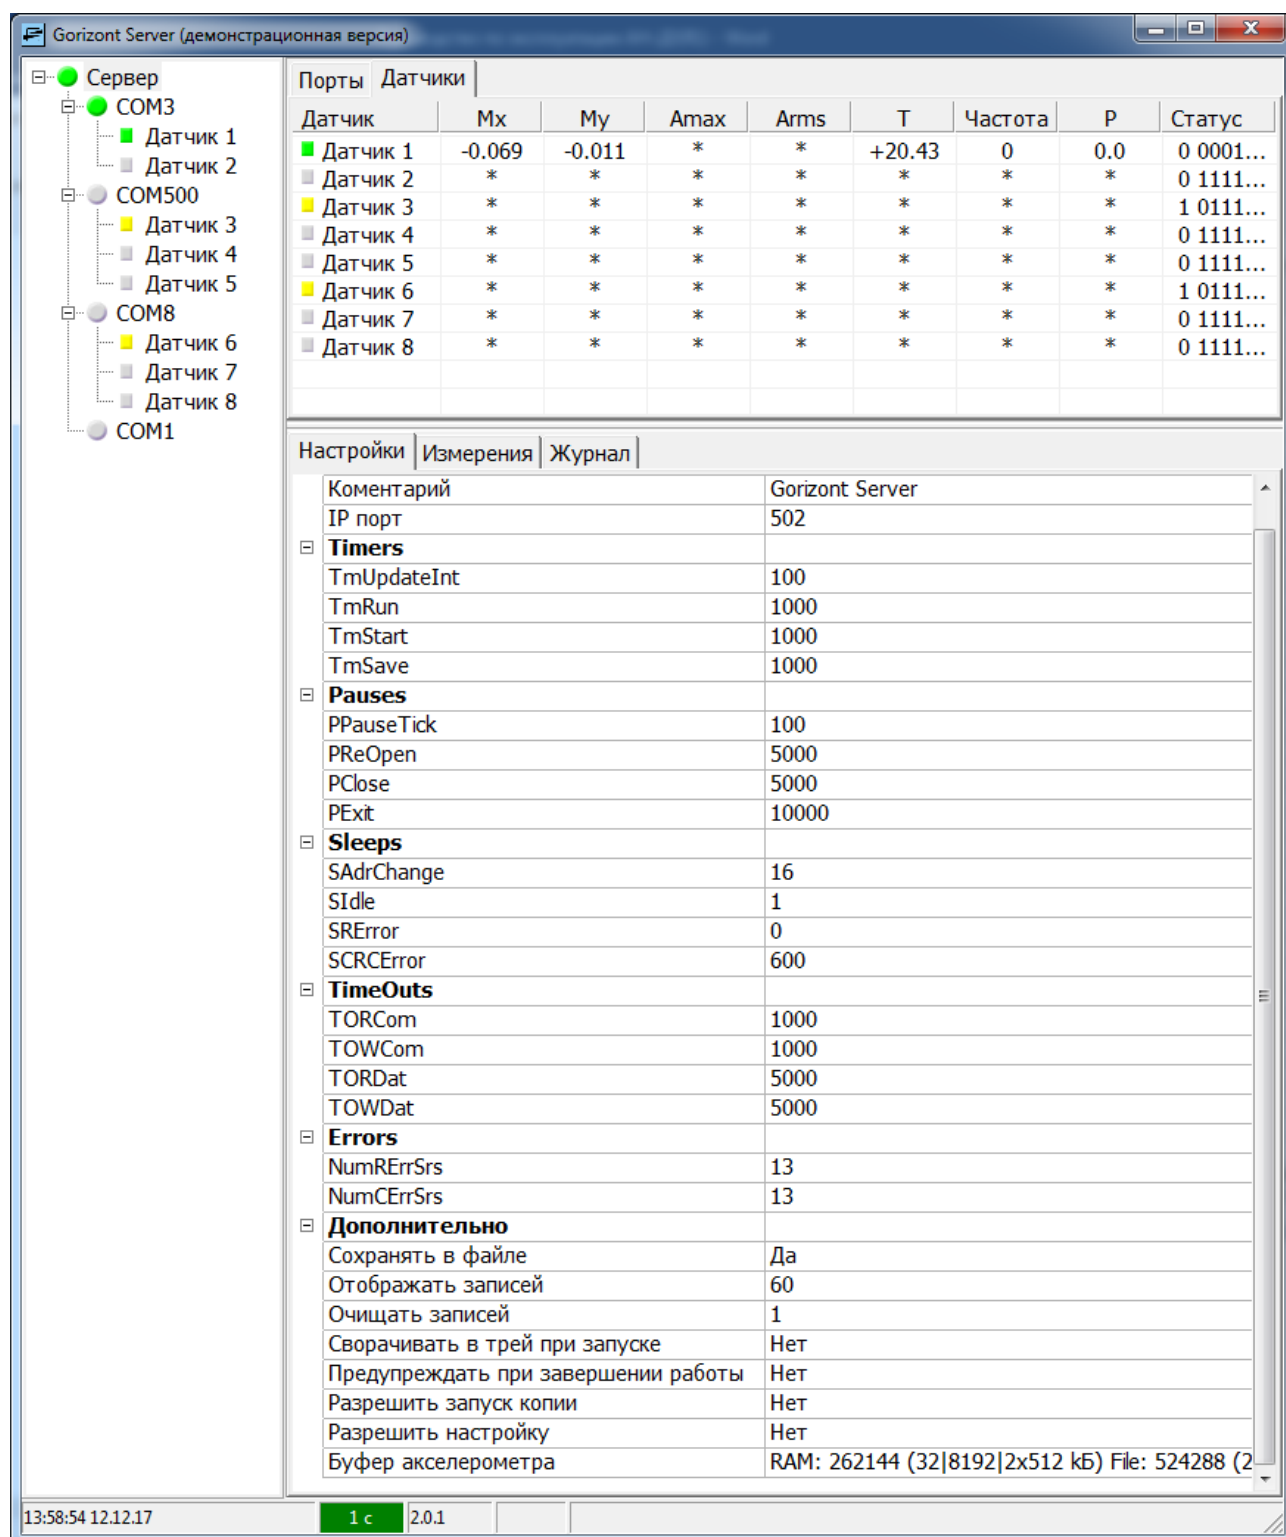 Gorizont Server (демонстрационная версия)
Сервер
COM3
Датчик 1
Датчик 2
COM500
Датчик 3
Датчик 4
Датчик 5
COM8
Датчик 6
Датчик 7
Датчик 8
COM1
Порты Датчики
Датчик Mx My Amax Arms T Частота P Статус
Датчик 1 -0.069 -0.011 * * +20.43 0 0.0 0 0001...
Датчик 2 * * * * * * * 0 1111...
Датчик 3 * * * * * * * 1 0111...
Датчик 4 * * * * * * * 0 1111...
Датчик 5 * * * * * * * 0 1111...
Датчик 6 * * * * * * * 1 0111...
Датчик 7 * * * * * * * 0 1111...
Датчик 8 * * * * * * * 0 1111...
Настройки Измерения Журнал
Коментарий Gorizont Server
IP порт 502
Timers
TmUpdateInt 100
TmRun 1000
TmStart 1000
TmSave 1000
Pauses
PPauseTick 100
PReOpen 5000
PClose 5000
PExit 10000
Sleeps
SAdrChange 16
SIdle 1
SRError 0
SCRCError 600
TimeOuts
TORCom 1000
TOWCom 1000
TORDat 5000
TOWDat 5000
Errors
NumRErrSrs 13
NumCErrSrs 13
Дополнительно
Сохранять в файле Да
Отображать записей 60
Очищать записей 1
Сворачивать в трей при запуске Нет
Предупреждать при завершении работы Нет
Разрешить запуск копии Нет
Разрешить настройку Нет
Буфер акселерометра RAM: 262144 (32|8192|2x512 кБ) File: 524288 (2
13:58:54 12.12.17 1 с 2.0.1